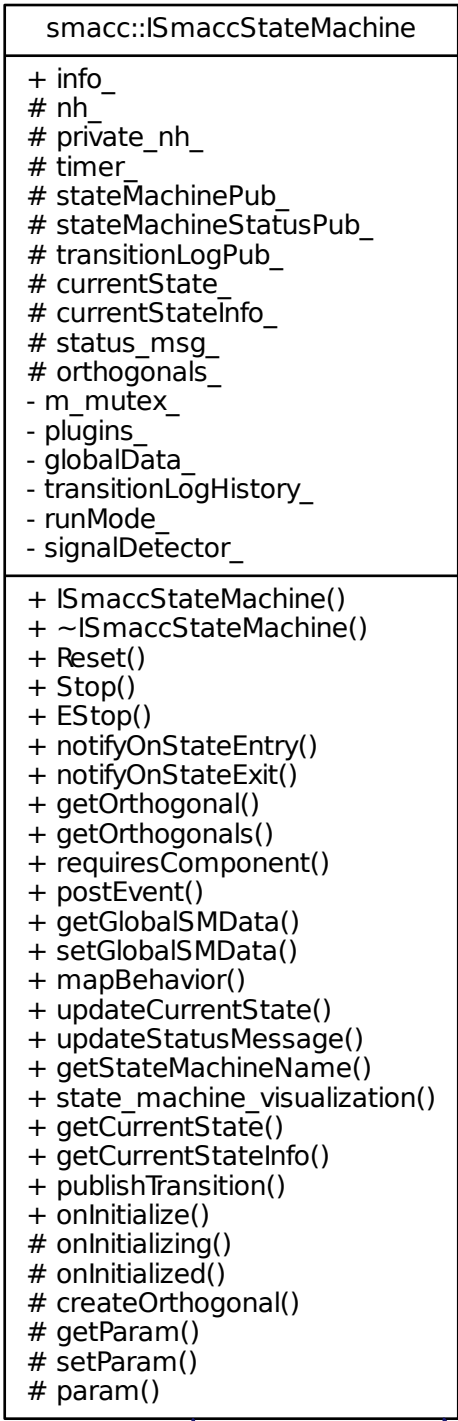 smacc::ISmaccStateMachine
+ info_
# nh_
# private_nh_
# timer_
# stateMachinePub_
# stateMachineStatusPub_
# transitionLogPub_
# currentState_
# currentStateInfo_
# status_msg_
# orthogonals_
- m_mutex_
- plugins_
- globalData_
- transitionLogHistory_
- runMode_
- signalDetector_
+ ISmaccStateMachine()
+ ~ISmaccStateMachine()
+ Reset()
+ Stop()
+ EStop()
+ notifyOnStateEntry()
+ notifyOnStateExit()
+ getOrthogonal()
+ getOrthogonals()
+ requiresComponent()
+ postEvent()
+ getGlobalSMData()
+ setGlobalSMData()
+ mapBehavior()
+ updateCurrentState()
+ updateStatusMessage()
+ getStateMachineName()
+ state_machine_visualization()
+ getCurrentState()
+ getCurrentStateInfo()
+ publishTransition()
+ onInitialize()
# onInitializing()
# onInitialized()
# createOrthogonal()
# getParam()
# setParam()
# param()